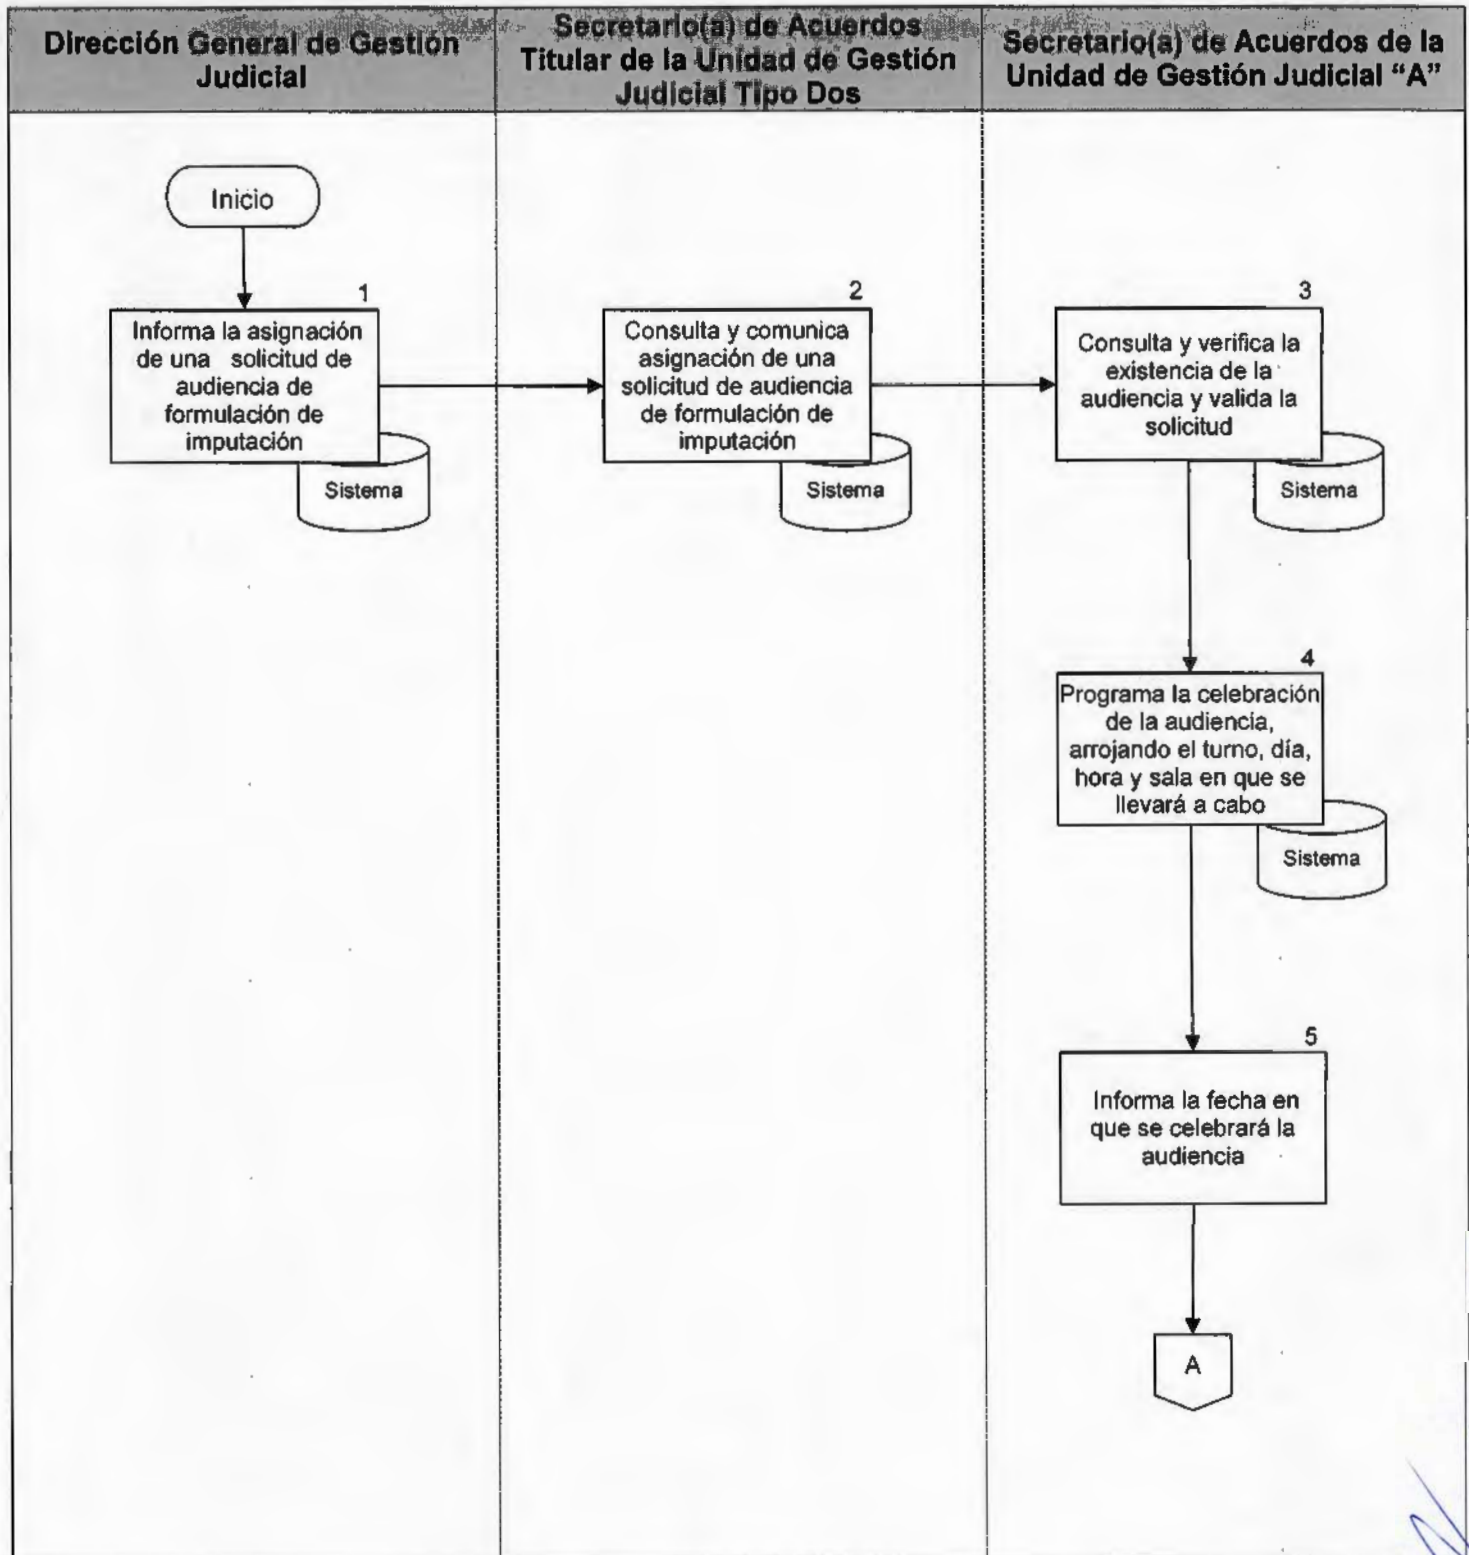 Dirección General de Gestión
Judicial
Secretario(a) de Acuerdos
Titular de la Unidad de Gestión
Judicial Tipo Dos
Secretario(a) de Acuerdos de la
Unidad de Gestión Judicial “A”
Inicio
1
Informa la asignación
de una solicitud de
audiencia de
formulación de
imputación
Sistema
2
Consulta y comunica
asignación de una
solicitud de audiencia
de formulación de
imputación
Sistema
3
Consulta y verifica la
existencia de la
audiencia y valida la
solicitud
Sistema
4
Programa la celebración
de la audiencia,
arrojando el turno, día,
hora y sala en que se
llevará a cabo
Sistema
5
Informa la fecha en
que se celebrará la
audiencia
A